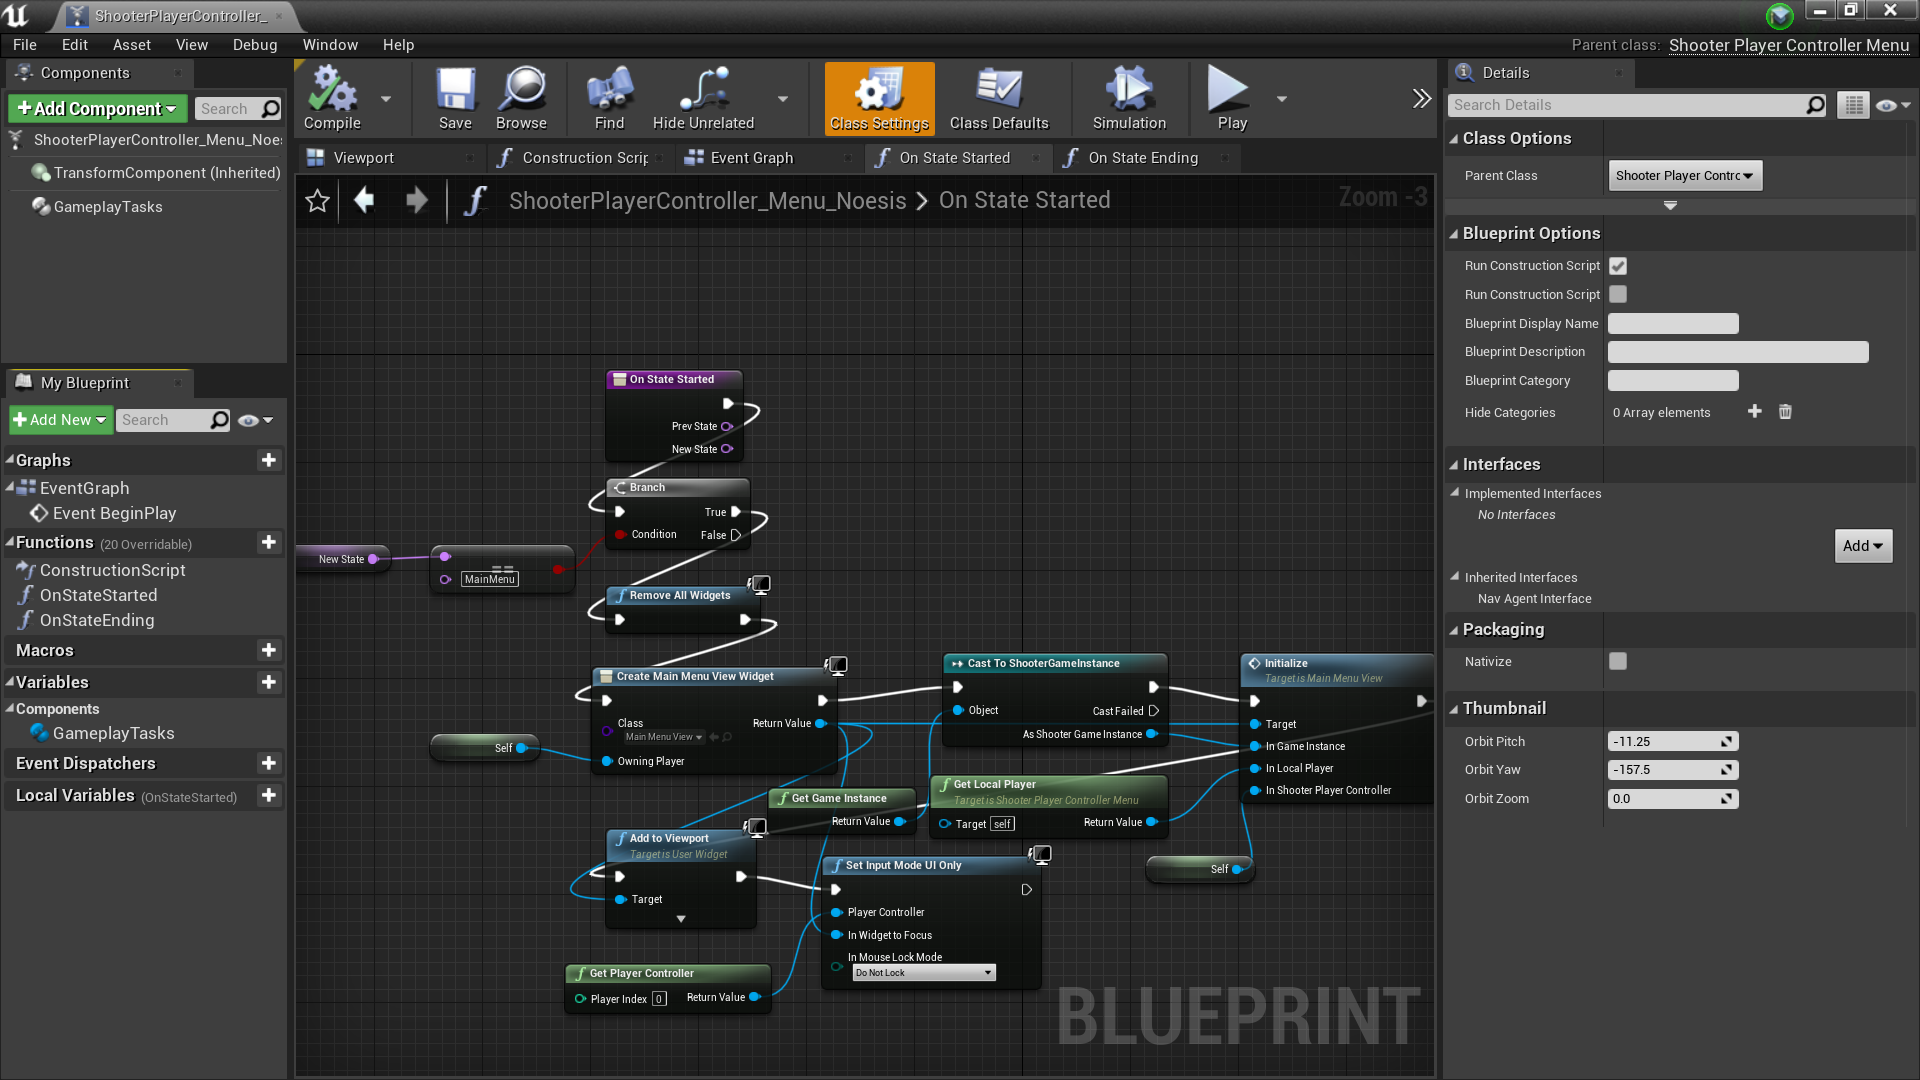 ShooterPlayerController_
File Edit Asset View Debug Window Help
Parent class: Shooter Player Controller Menu
Components
Add Component
Search
ShooterPlayerController_Menu_Noes
TransformComponent (Inherited)
GameplayTasks
My Blueprint
Add New
Search
Graphs
EventGraph
Event BeginPlay
Functions (20 Overridable)
ConstructionScript
OnStateStarted
OnStateEnding
Macros
Variables
Components
GameplayTasks
Event Dispatchers
Local Variables (OnStateStarted)
Compile
Save
Browse
Find
Hide Unrelated
Class Settings
Class Defaults
Simulation
Play
Viewport
Construction Scrip
Event Graph
On State Started
On State Ending
ShooterPlayerController_Menu_Noesis > On State Started
Zoom -3
On State Started
Prev State
New State
Branch
True
Condition
False
New State
==
MainMenu
Remove All Widgets
Create Main Menu View Widget
Class
Return Value
Main Menu View
Owning Player
Self
Cast To ShooterGameInstance
Object
Cast Failed
As Shooter Game Instance
Initialize
Target is Main Menu View
Target
In Game Instance
In Local Player
In Shooter Player Controller
Get Game Instance
Return Value
Get Local Player
Target is Shooter Player Controller Menu
Target self
Return Value
Add to Viewport
Target is User Widget
Target
Set Input Mode UI Only
Player Controller
In Widget to Focus
In Mouse Lock Mode
Do Not Lock
Self
Get Player Controller
Player Index 0
Return Value
BLUEPRINT
Details
Search Details
Class Options
Parent Class
Shooter Player Contrc
Blueprint Options
Run Construction Script
Run Construction Script
Blueprint Display Name
Blueprint Description
Blueprint Category
Hide Categories
0 Array elements
Interfaces
Implemented Interfaces
No Interfaces
Add
Inherited Interfaces
Nav Agent Interface
Packaging
Nativize
Thumbnail
Orbit Pitch
-11.25
Orbit Yaw
-157.5
Orbit Zoom
0.0